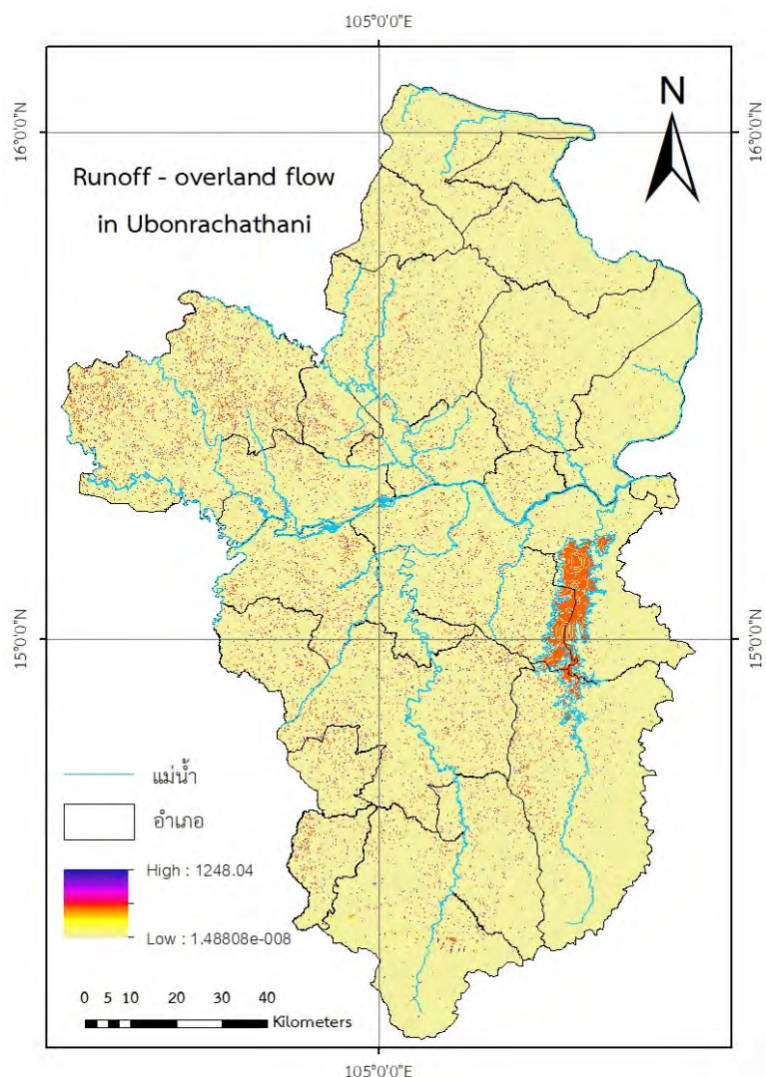 105°0'0"E
16°0'0"N
16°0'0"N
N
Runoff - overland flow
in Ubonrachathani
15°0'0"N
15°0'0"N
แม่น้ำ
อำเภอ
High : 1248.04
Low : 1.48808e-008
0 5 10 20 30 40
Kilometers
105°0'0"E